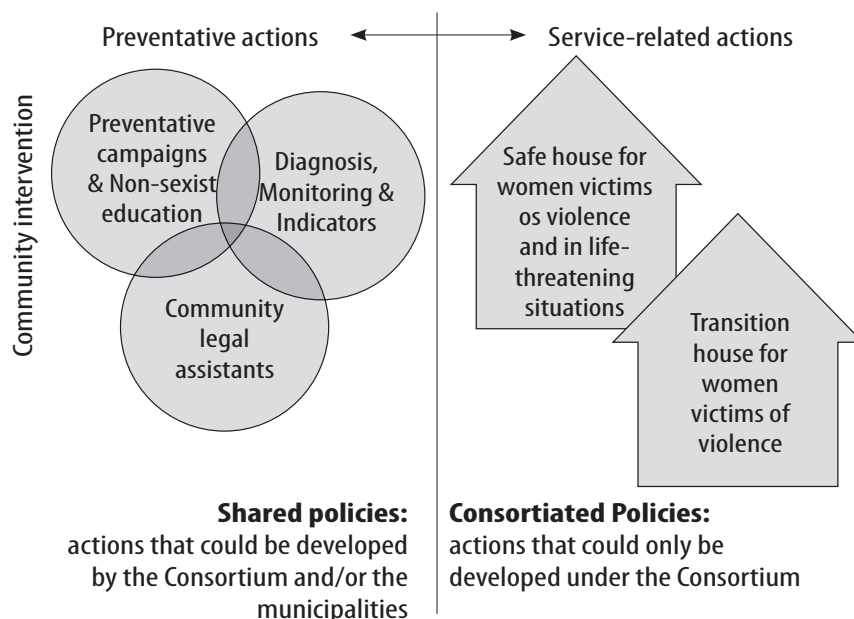 Preventative actions
Service-related actions
Community intervention
Preventative
campaigns
& Non-sexist
education
Diagnosis,
Monitoring &
Indicators
Community
legal
assistants
Safe house for
women victims
os violence
and in life-
threatening
situations
Transition
house for
women
victims of
violence
Shared policies:
actions that could be developed
by the Consortium and/or the
municipalities
Consortiated Policies:
actions that could only be
developed under the Consortium